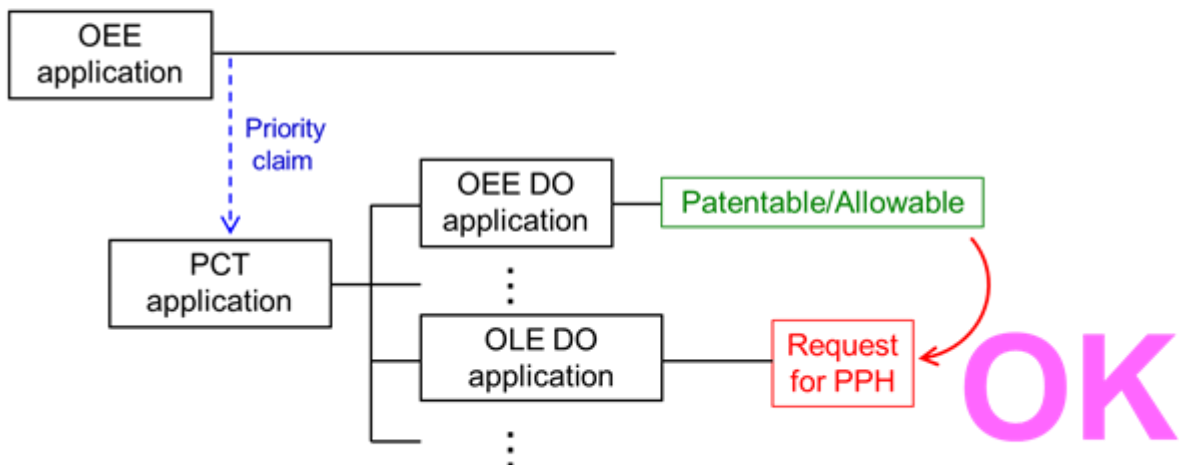 OEE
application
Priority
claim
OEE DO
application
Patentable/Allowable
PCT
application
⋮
OLE DO
application
Request
for PPH
OK
⋮